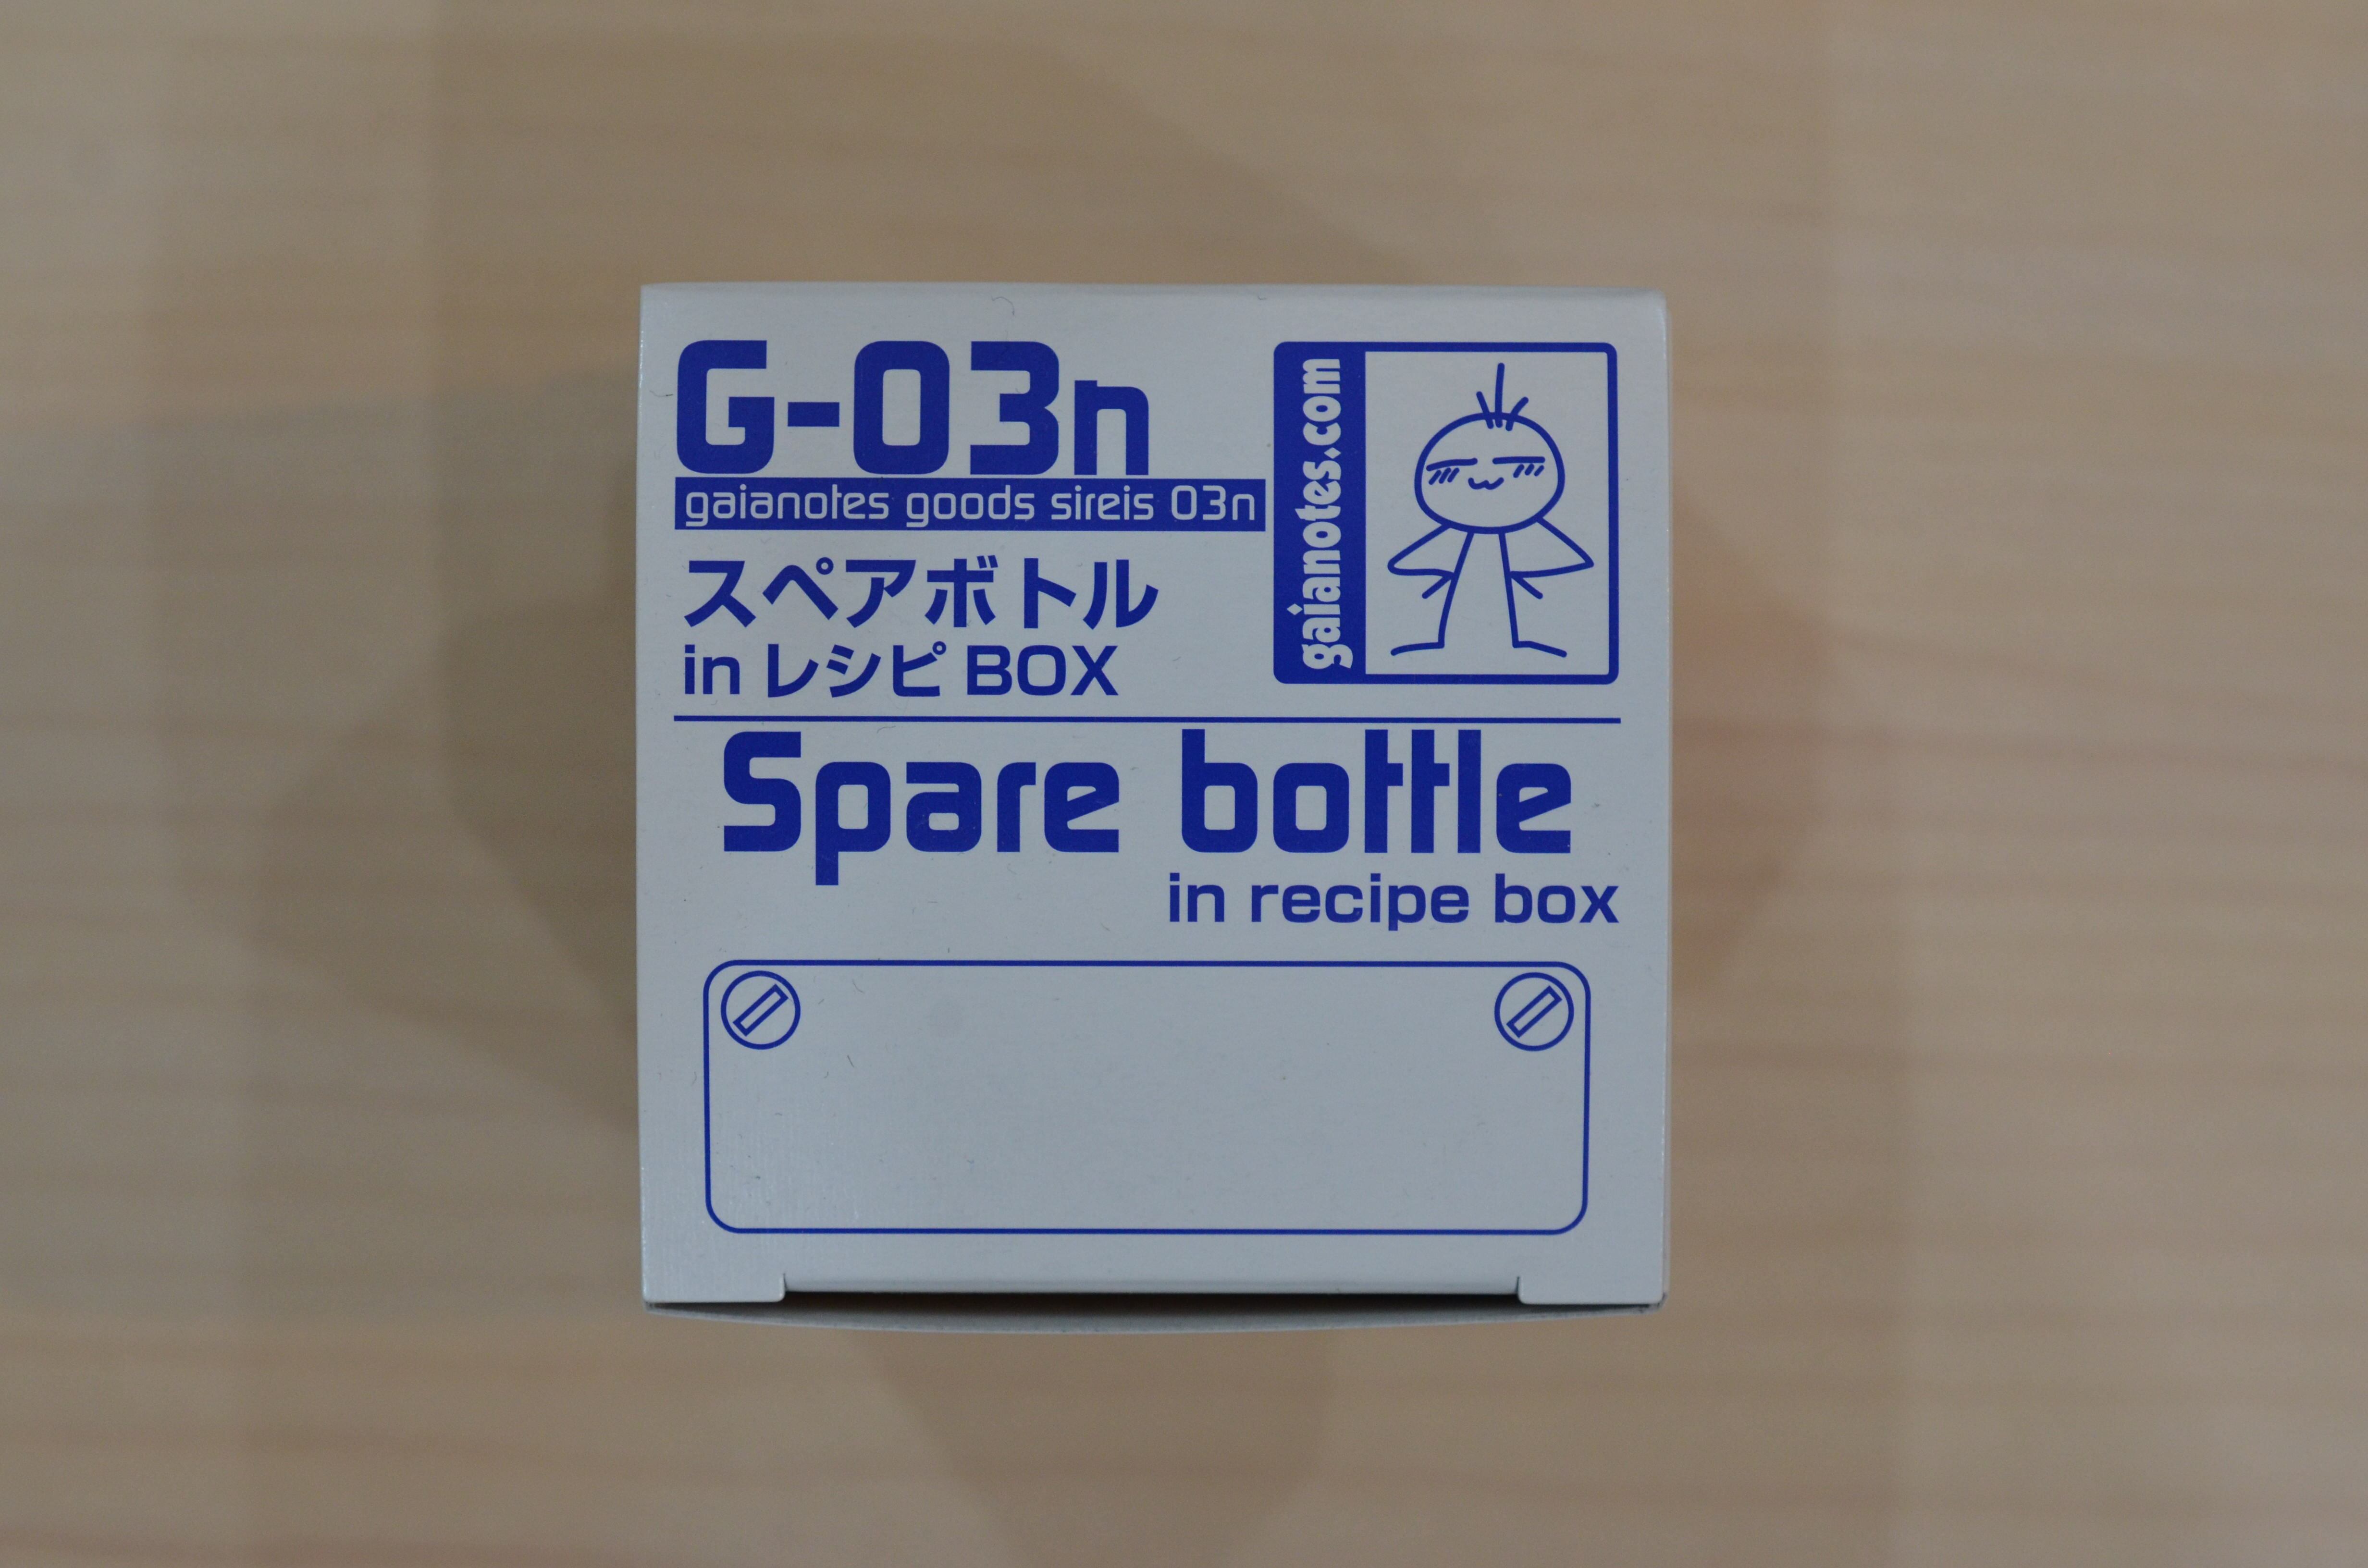 G-03n
gaianotes goods sireis 03n
スペアボトル
in レシピ BOX
gaianotes.com
Spare bottle
in recipe box